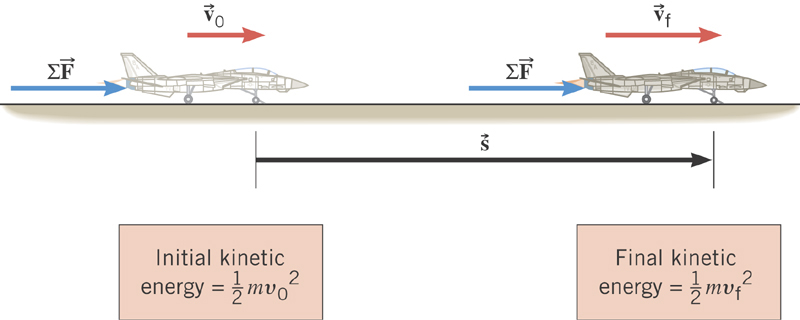 v⃗₀
v⃗f
ΣF⃗
ΣF⃗
s⃗
Initial kinetic
energy = ½mv₀²
Final kinetic
energy = ½mvf²